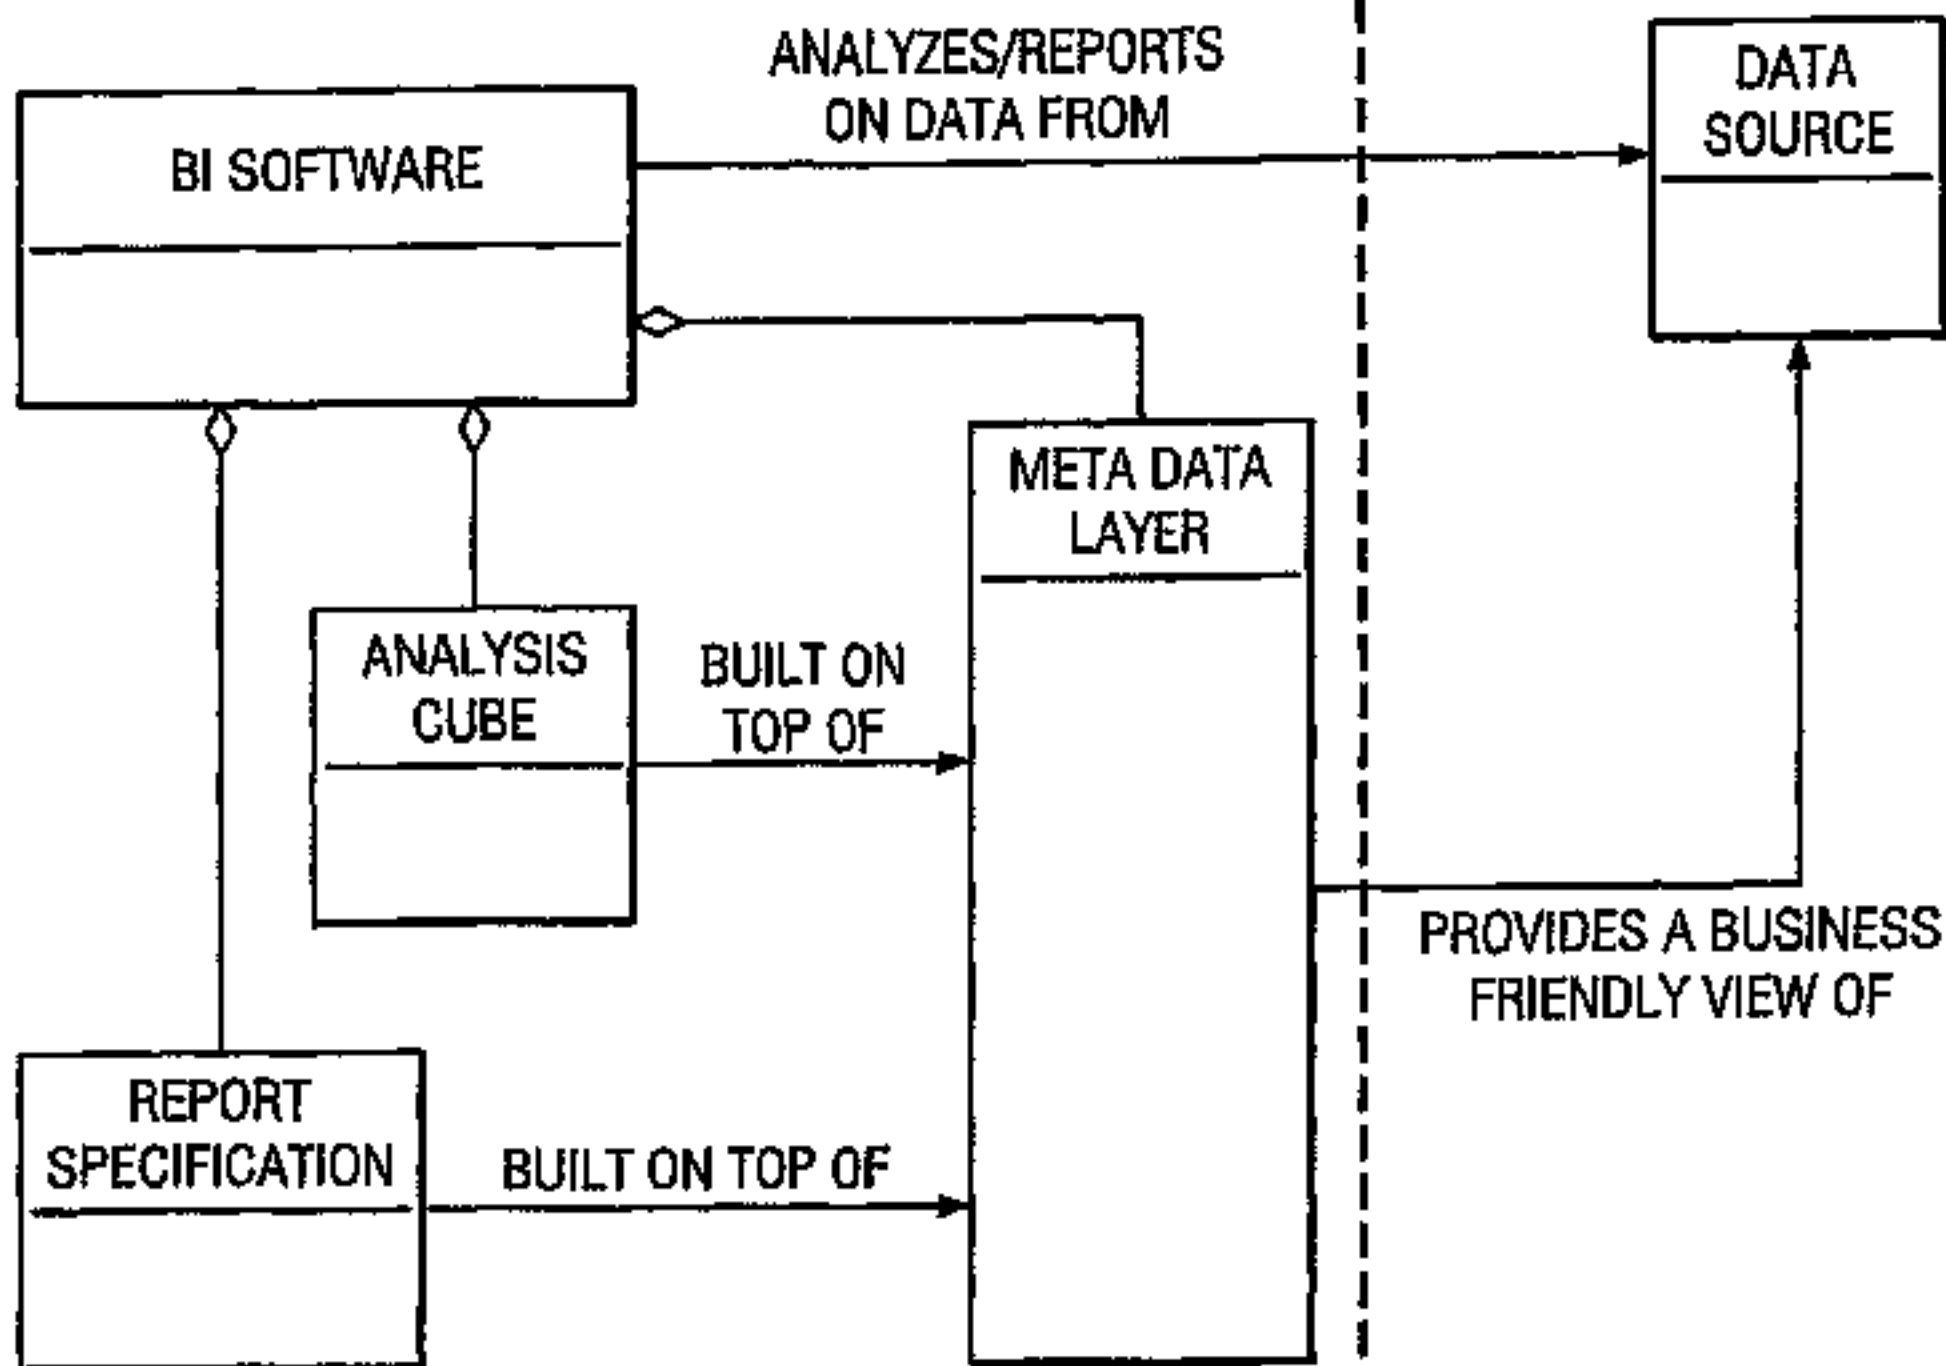 ANALYZES/REPORTS
ON DATA FROM
DATA
SOURCE
BI SOFTWARE
META DATA
LAYER
ANALYSIS
CUBE
BUILT ON
TOP OF
PROVIDES A BUSINESS
FRIENDLY VIEW OF
REPORT
SPECIFICATION
BUILT ON TOP OF